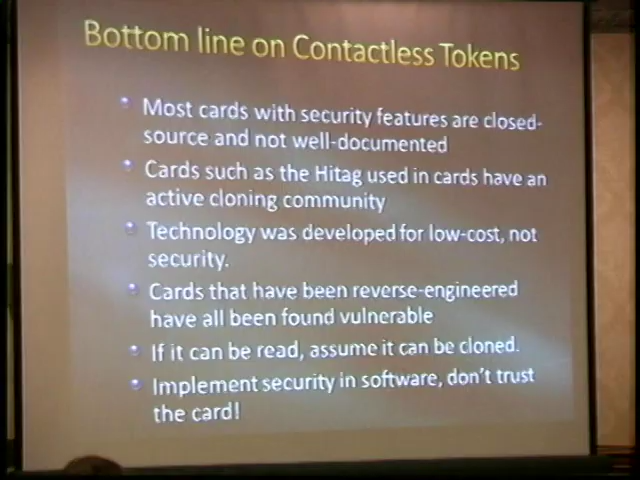 Bottom line on Contactless Tokens
Most cards with security features are closed-
source and not well-documented
Cards such as the Hitag used in cards have an
active cloning community
Technology was developed for low-cost, not
security.
Cards that have been reverse-engineered
have all been found vulnerable
If it can be read, assume it can be cloned.
Implement security in software, don't trust
the card!